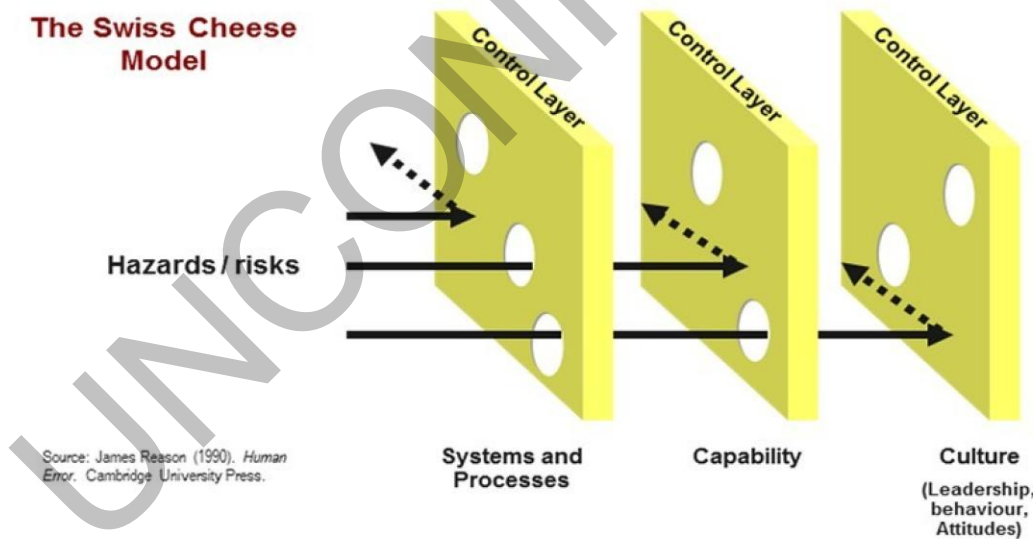 The Swiss Cheese
Model
Control Layer
Control Layer
Control Layer
Hazards / risks
Source: James Reason (1990). Human
Error. Cambridge University Press.
Systems and
Processes
Capability
Culture
(Leadership,
behaviour,
Attitudes)